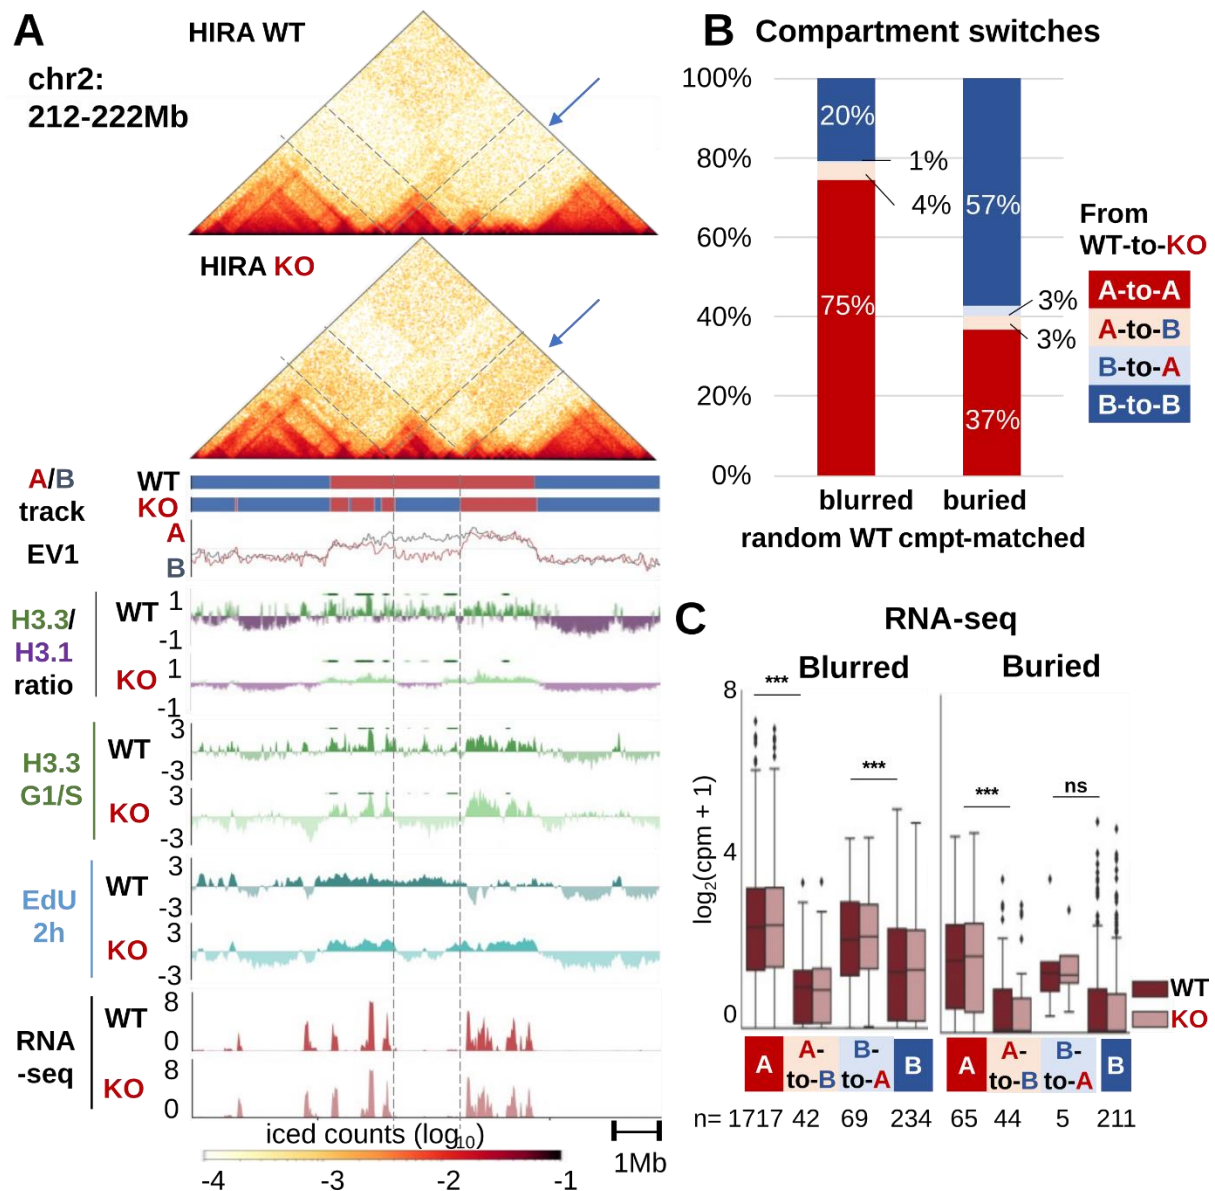 A
HIRA WT
chr2:
212-222Mb
HIRA KO
A/B
track
WT
KO
EV1
A
B
H3.3/
H3.1
ratio
WT
1
-1
KO
1
-1
H3.3
G1/S
WT
3
-3
KO
3
-3
EdU
2h
WT
3
-3
KO
3
-3
RNA
-seq
WT
8
0
KO
8
0
iced counts (log10)
-4 -3 -2 -1
1Mb
B Compartment switches
100%
80%
60%
40%
20%
0%
20%
1%
4%
75%
57%
3%
3%
37%
blurred buried
random WT cmpt-matched
From
WT-to-KO
A-to-A
A-to-B
B-to-A
B-to-B
C RNA-seq
Blurred Buried
log2(cpm + 1)
8
4
0
***
***
***
ns
WT
KO
A A-to-B B-to-A B A A-to-B B-to-A B
n= 1717 42 69 234 65 44 5 211